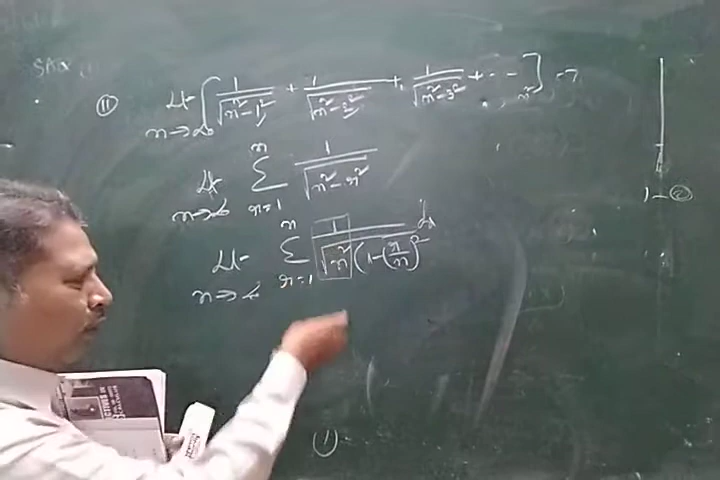 (11) Lt n→∞ [ 1/√(n²-1²) + 1/√(n²-2²) + 1/√(n²-3²) + - - - ] = ?
Lt n→∞ Σ r=1 n 1/√(n²-r²)
Lt n→∞ Σ r=1 n 1/√n²(1-(r/n)²)
1 - 2
(1)